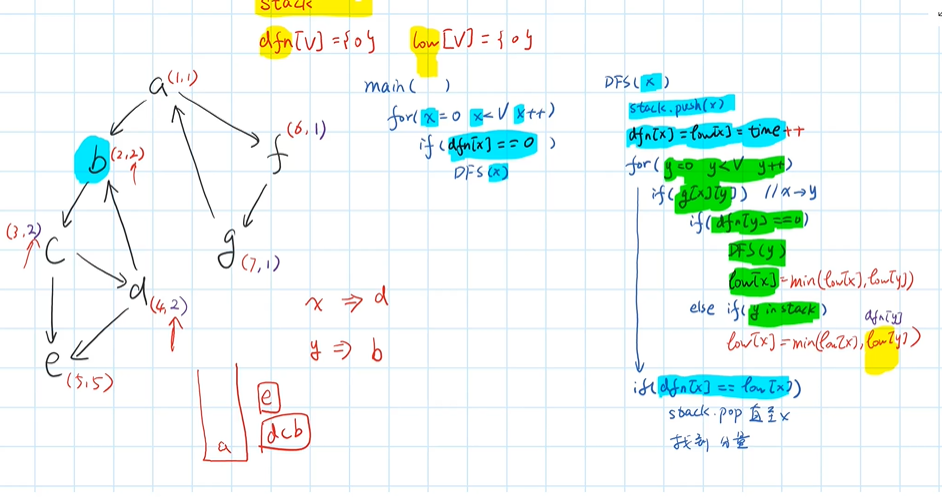 stack
dfn[V]={0}
low[V]={0}
main( )
for(x=0 x<V x++)
if(dfn[x]==0 )
DFS(x)
DFS(x)
stack.push(x)
dfn[x]=low[x]=time++
for(y=0 y<V y++)
if(g[x][y]) //x→y
if(dfn[y]==0)
DFS(y)
low[x]=min(low[x],low[y])
else if(y in stack)
dfn[y]
low[x]=min(low[x],low[y])
if(dfn[x]==low[x])
stack.pop 直至x
找到 分量
a(1,1)
b(2,2)
f(6,1)
(3,2)
c
g(7,1)
d(4,2)
e(5,5)
x ⇒ d
y ⇒ b
e
dcb
a